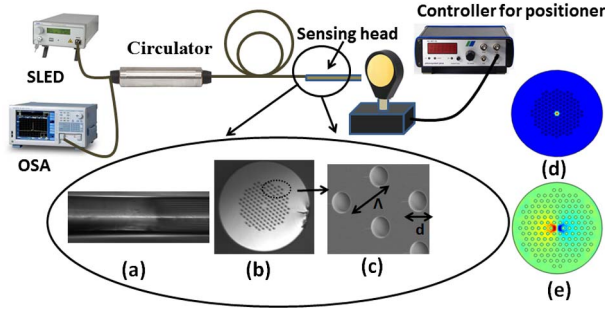 Controller for positioner
Circulator
Sensing head
SLED
OSA
Λ
d
(a)
(b)
(c)
(d)
(e)